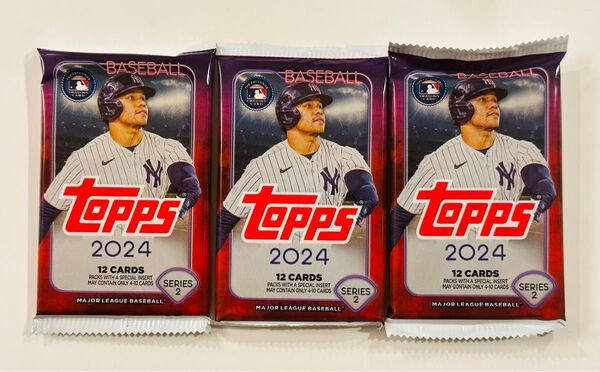 BASEBALL
TOPPS
2024
12 CARDS
PACKS WITH A SPECIAL INSERT
MAY CONTAIN ONLY 4-10 CARDS
SERIES
2
MAJOR LEAGUE BASEBALL
BASEBALL
TOPPS
2024
12 CARDS
PACKS WITH A SPECIAL INSERT
MAY CONTAIN ONLY 4-10 CARDS
SERIES
2
MAJOR LEAGUE BASEBALL
BASEBALL
TOPPS
2024
12 CARDS
PACKS WITH A SPECIAL INSERT
MAY CONTAIN ONLY 4-10 CARDS
SERIES
2
MAJOR LEAGUE BASEBALL